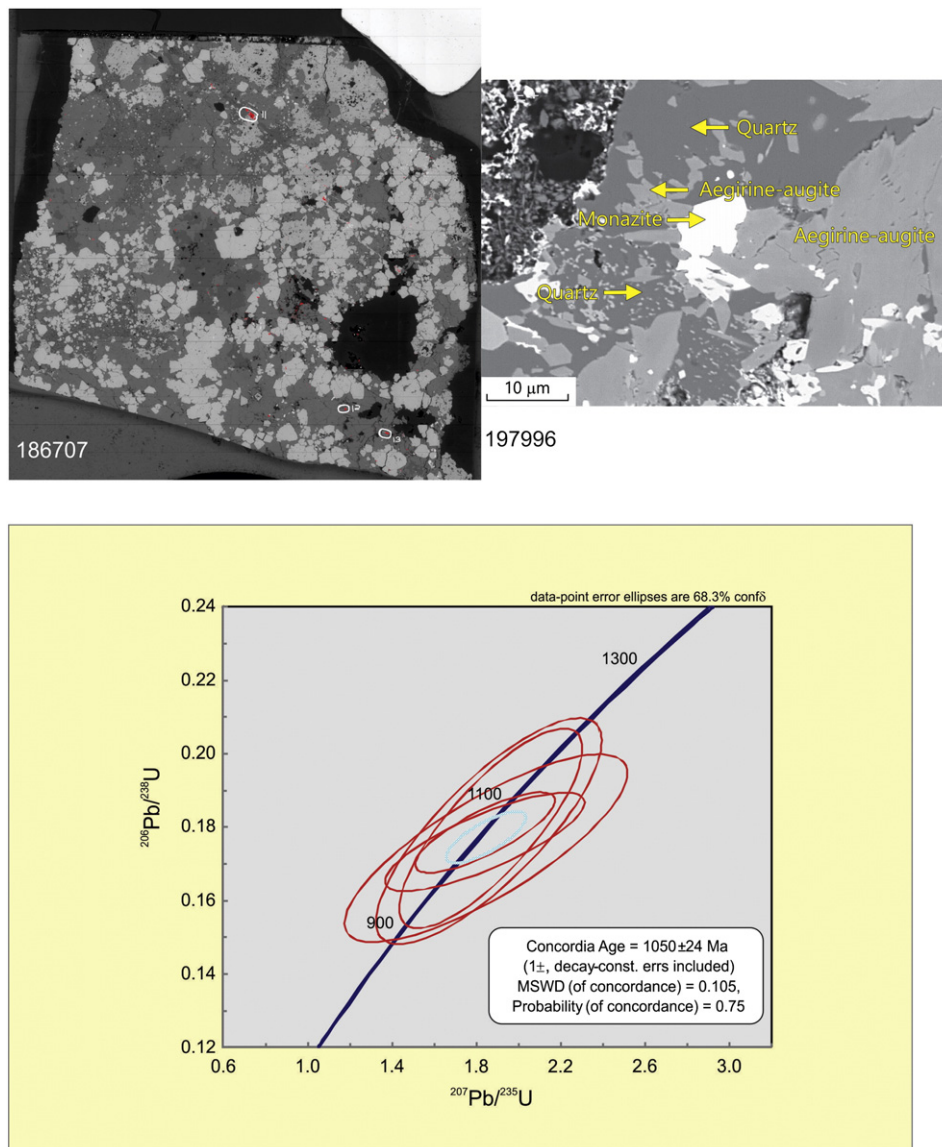 11
12
13
186707
Quartz
Aegirine-augite
Monazite
Aegirine-augite
Quartz
10 μm
197996
data-point error ellipses are 68.3% confδ
0.24
0.22
0.20
0.18
0.16
0.14
0.12
0.6
1.0
1.4
1.8
2.2
2.6
3.0
206Pb/238U
207Pb/235U
1300
1100
900
Concordia Age = 1050±24 Ma
(1±, decay-const. errs included)
MSWD (of concordance) = 0.105,
Probability (of concordance) = 0.75